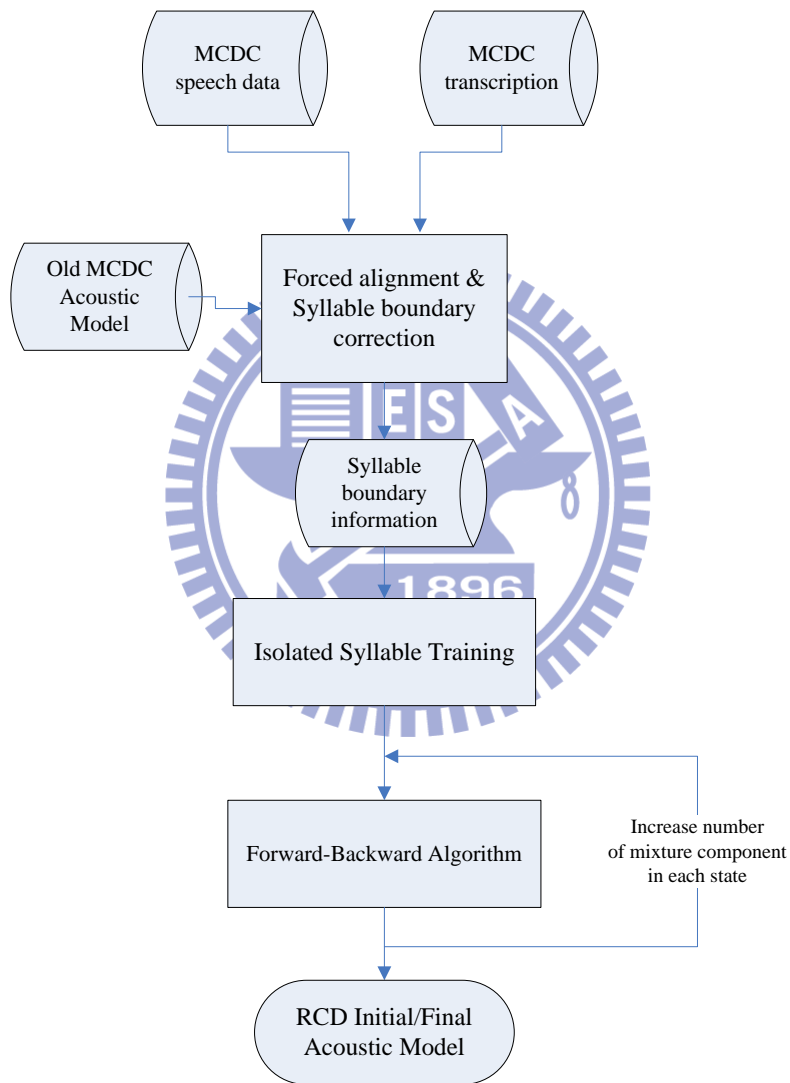 MCDC
speech data
MCDC
transcription
Old MCDC
Acoustic
Model
Forced alignment &
Syllable boundary
correction
E S A
Syllable
boundary
information
1896
Isolated Syllable Training
Forward-Backward Algorithm
Increase number
of mixture component
in each state
RCD Initial/Final
Acoustic Model